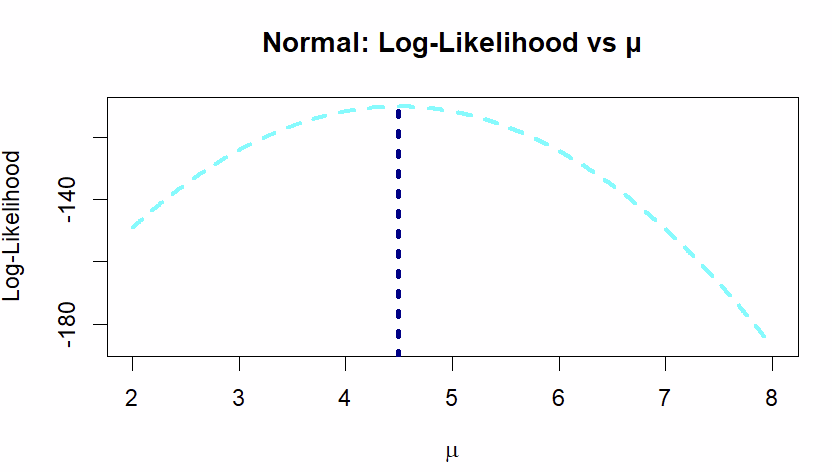 Normal: Log-Likelihood vs μ
Log-Likelihood
-140
-180
2 3 4 5 6 7 8
μ